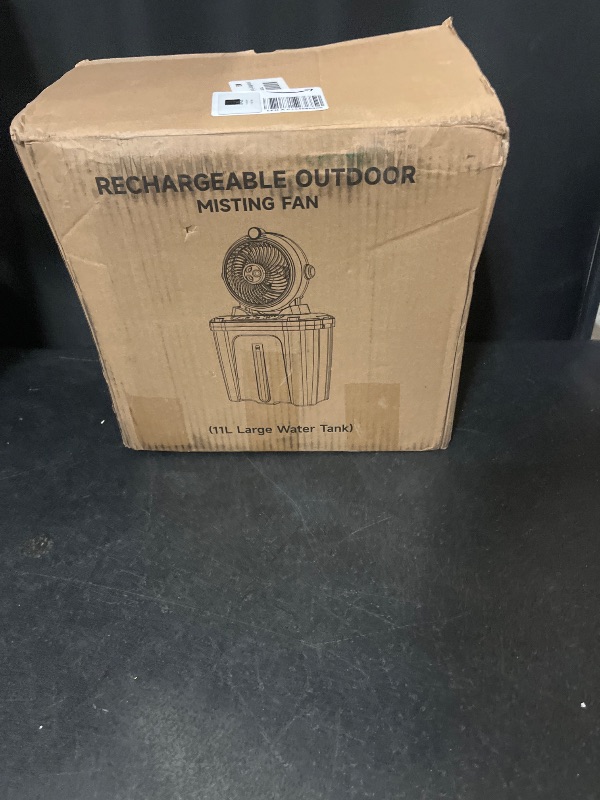 RECHARGEABLE OUTDOOR
MISTING FAN
(11L Large Water Tank)